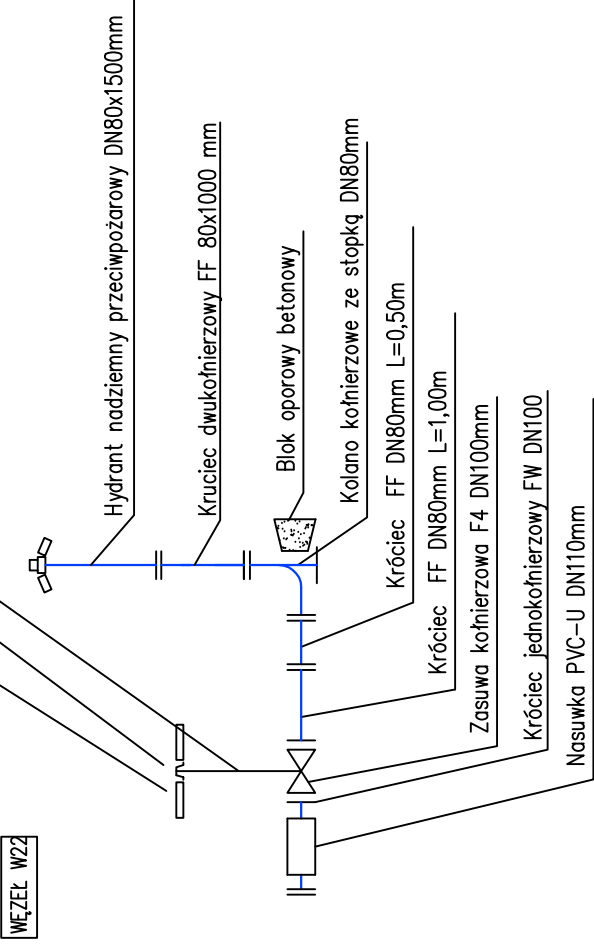 WĘZEŁ W22
Hydrant nadziemny przeciwpożarowy DN80x1500mm
Kruciec dwukołnierzowy FF 80x1000 mm
Blok oporowy betonowy
Kolano kołnierzowe ze stopką DN80mm
Króciec FF DN80mm L=0,50m
Króciec FF DN80mm L=1,00m
Zasuwa kołnierzowa F4 DN100mm
Króciec jednokołnierzowy FW DN100
Nasuwka PVC-U DN110mm